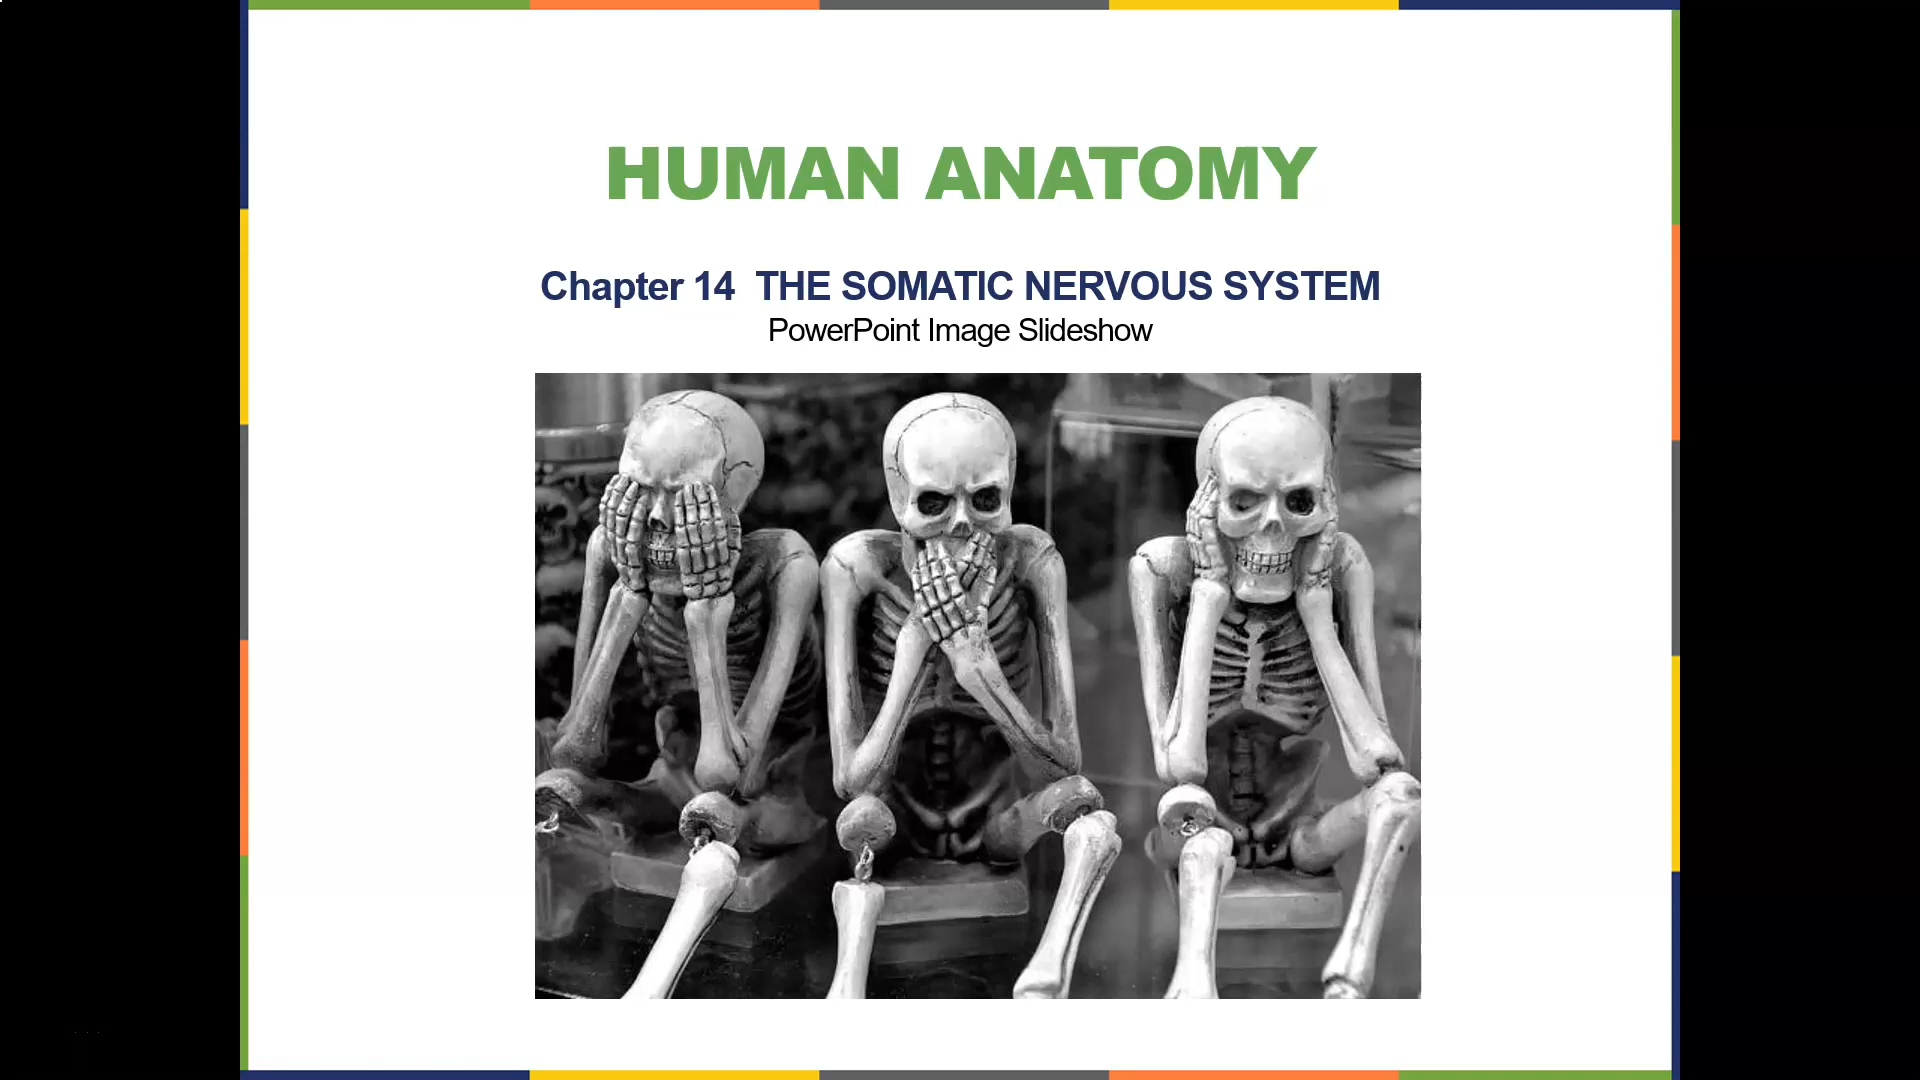 HUMAN ANATOMY
Chapter 14  THE SOMATIC NERVOUS SYSTEM
PowerPoint Image Slideshow